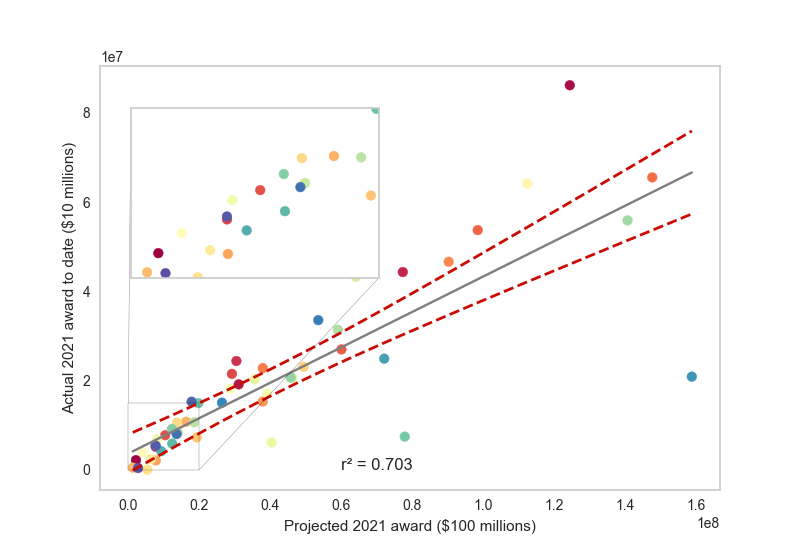 1e7
8
6
4
2
0
Actual 2021 award to date ($10 millions)
r² = 0.703
0.0 0.2 0.4 0.6 0.8 1.0 1.2 1.4 1.6
1e8
Projected 2021 award ($100 millions)